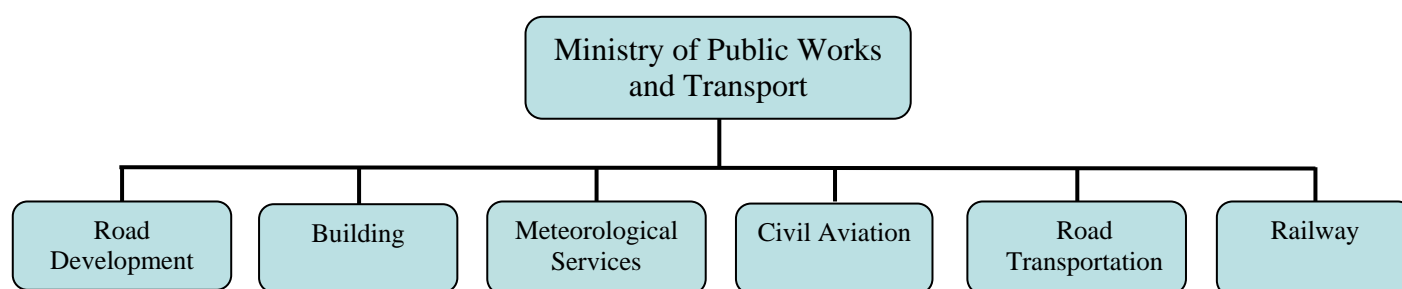 Ministry of Public Works
and Transport
Road
Development
Building
Meteorological
Services
Civil Aviation
Road
Transportation
Railway